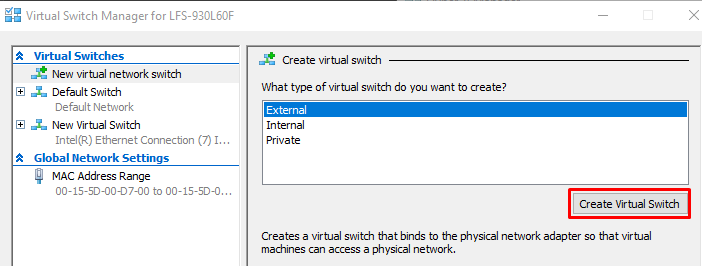 Virtual Switch Manager for LFS-930L60F
Virtual Switches
New virtual network switch
Default Switch
Default Network
New Virtual Switch
Intel(R) Ethernet Connection (7) I...
Global Network Settings
MAC Address Range
00-15-5D-00-D7-00 to 00-15-5D-0...
Create virtual switch
What type of virtual switch do you want to create?
External
Internal
Private
Create Virtual Switch
Creates a virtual switch that binds to the physical network adapter so that virtual
machines can access a physical network.